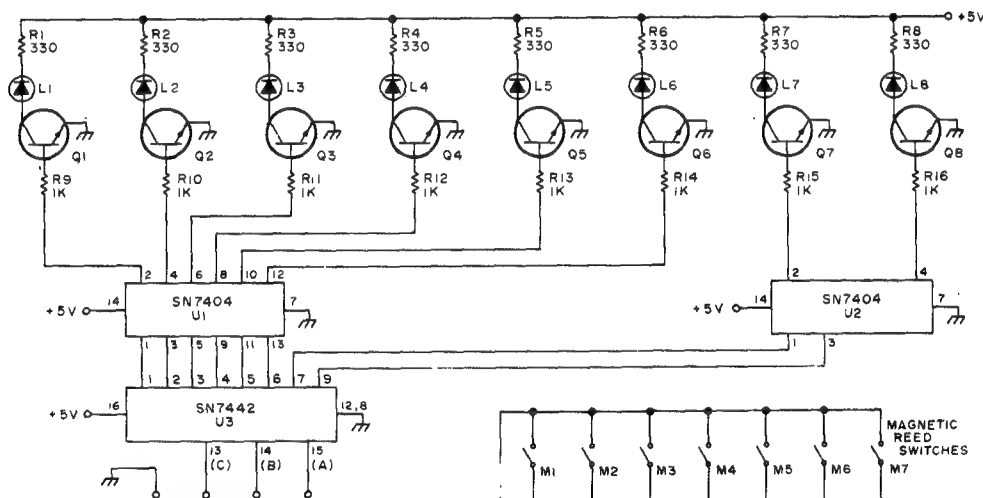 +5V
R1 330
R2 330
R3 330
R4 330
R5 330
R6 330
R7 330
R8 330
L1
L2
L3
L4
L5
L6
L7
L8
Q1
Q2
Q3
Q4
Q5
Q6
Q7
Q8
R9 1K
R10 1K
R11 1K
R12 1K
R13 1K
R14 1K
R15 1K
R16 1K
2 4 6 8 10 12
+5V 14 SN7404 7
U1
1 3 5 9 11 13
2 4
+5V 14 SN7404 7
U2
1 3
1 2 3 4 5 6 7 9
+5V 16 SN7442 12,8
U3
13 14 15
(C) (B) (A)
MAGNETIC
REED
SWITCHES
M1 M2 M3 M4 M5 M6 M7